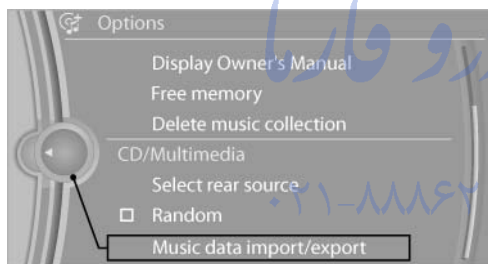 Options
Display Owner's Manual
Free memory
Delete music collection
CD/Multimedia
Select rear source
Random
Music data import/export